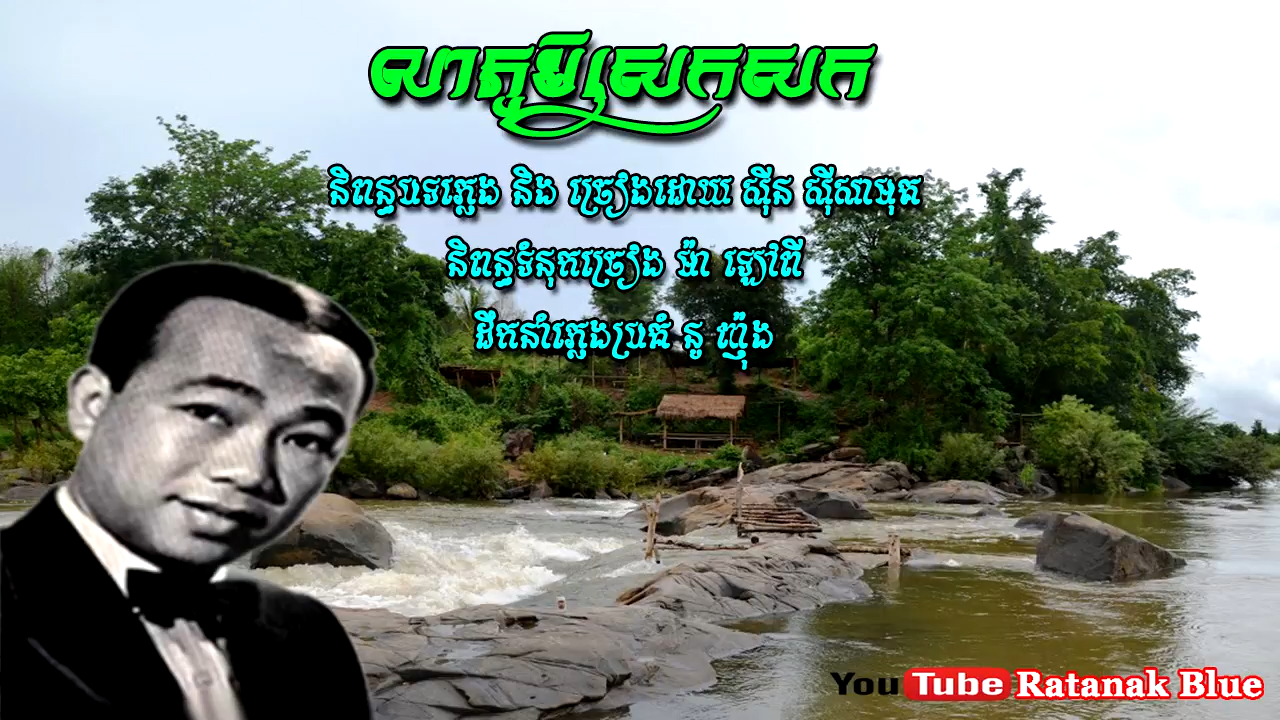 លាភូមិស្រុកសក
និពន្ធបទភ្លេង និង ច្រៀងដោយ ស៊ីន ស៊ីសាមុត
និពន្ធទំនុកច្រៀង ម៉ា ឡៅពី
ដឹកនាំភ្លេងប្រគំ នូ ញ៉ុង
YouTube Ratanak Blue